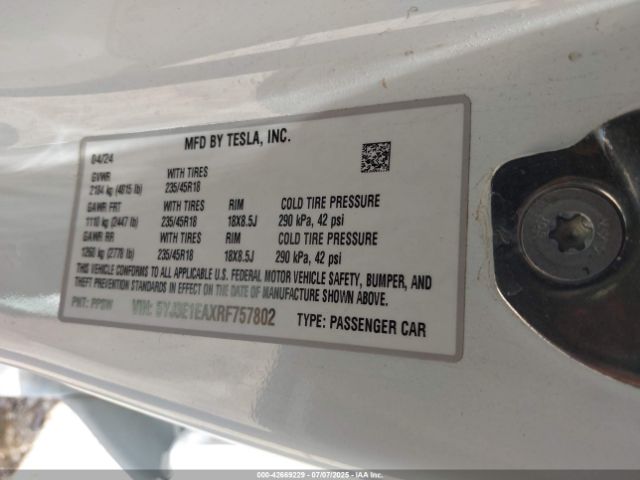 MFD BY TESLA, INC.
04/24
GVWR WITH TIRES
2184 kg (4815 lb) 235/45R18
GAWR FRT WITH TIRES RIM COLD TIRE PRESSURE
1110 kg (2447 lb) 235/45R18 18X8.5J 290 kPa, 42 psi
GAWR RR WITH TIRES RIM COLD TIRE PRESSURE
1260 kg (2778 lb) 235/45R18 18X8.5J 290 kPa, 42 psi
THIS VEHICLE CONFORMS TO ALL APPLICABLE U.S. FEDERAL MOTOR VEHICLE SAFETY, BUMPER, AND
THEFT PREVENTION STANDARDS IN EFFECT ON THE DATE OF MANUFACTURE SHOWN ABOVE.
PNT: PPSW VIN: 5YJ3E1EAXRF757802 TYPE: PASSENGER CAR
000-42669229 - 07/07/2025 - IAA Inc.